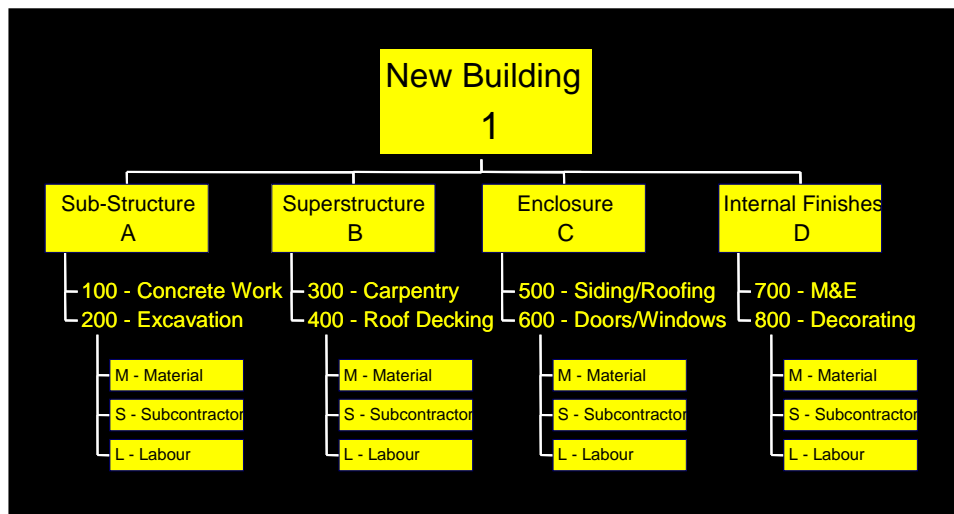 New Building
1
Sub-Structure
A
Superstructure
B
Enclosure
C
Internal Finishes
D
100 - Concrete Work
200 - Excavation
300 - Carpentry
400 - Roof Decking
500 - Siding/Roofing
600 - Doors/Windows
700 - M&E
800 - Decorating
M - Material
S - Subcontractor
L - Labour
M - Material
S - Subcontractor
L - Labour
M - Material
S - Subcontractor
L - Labour
M - Material
S - Subcontractor
L - Labour